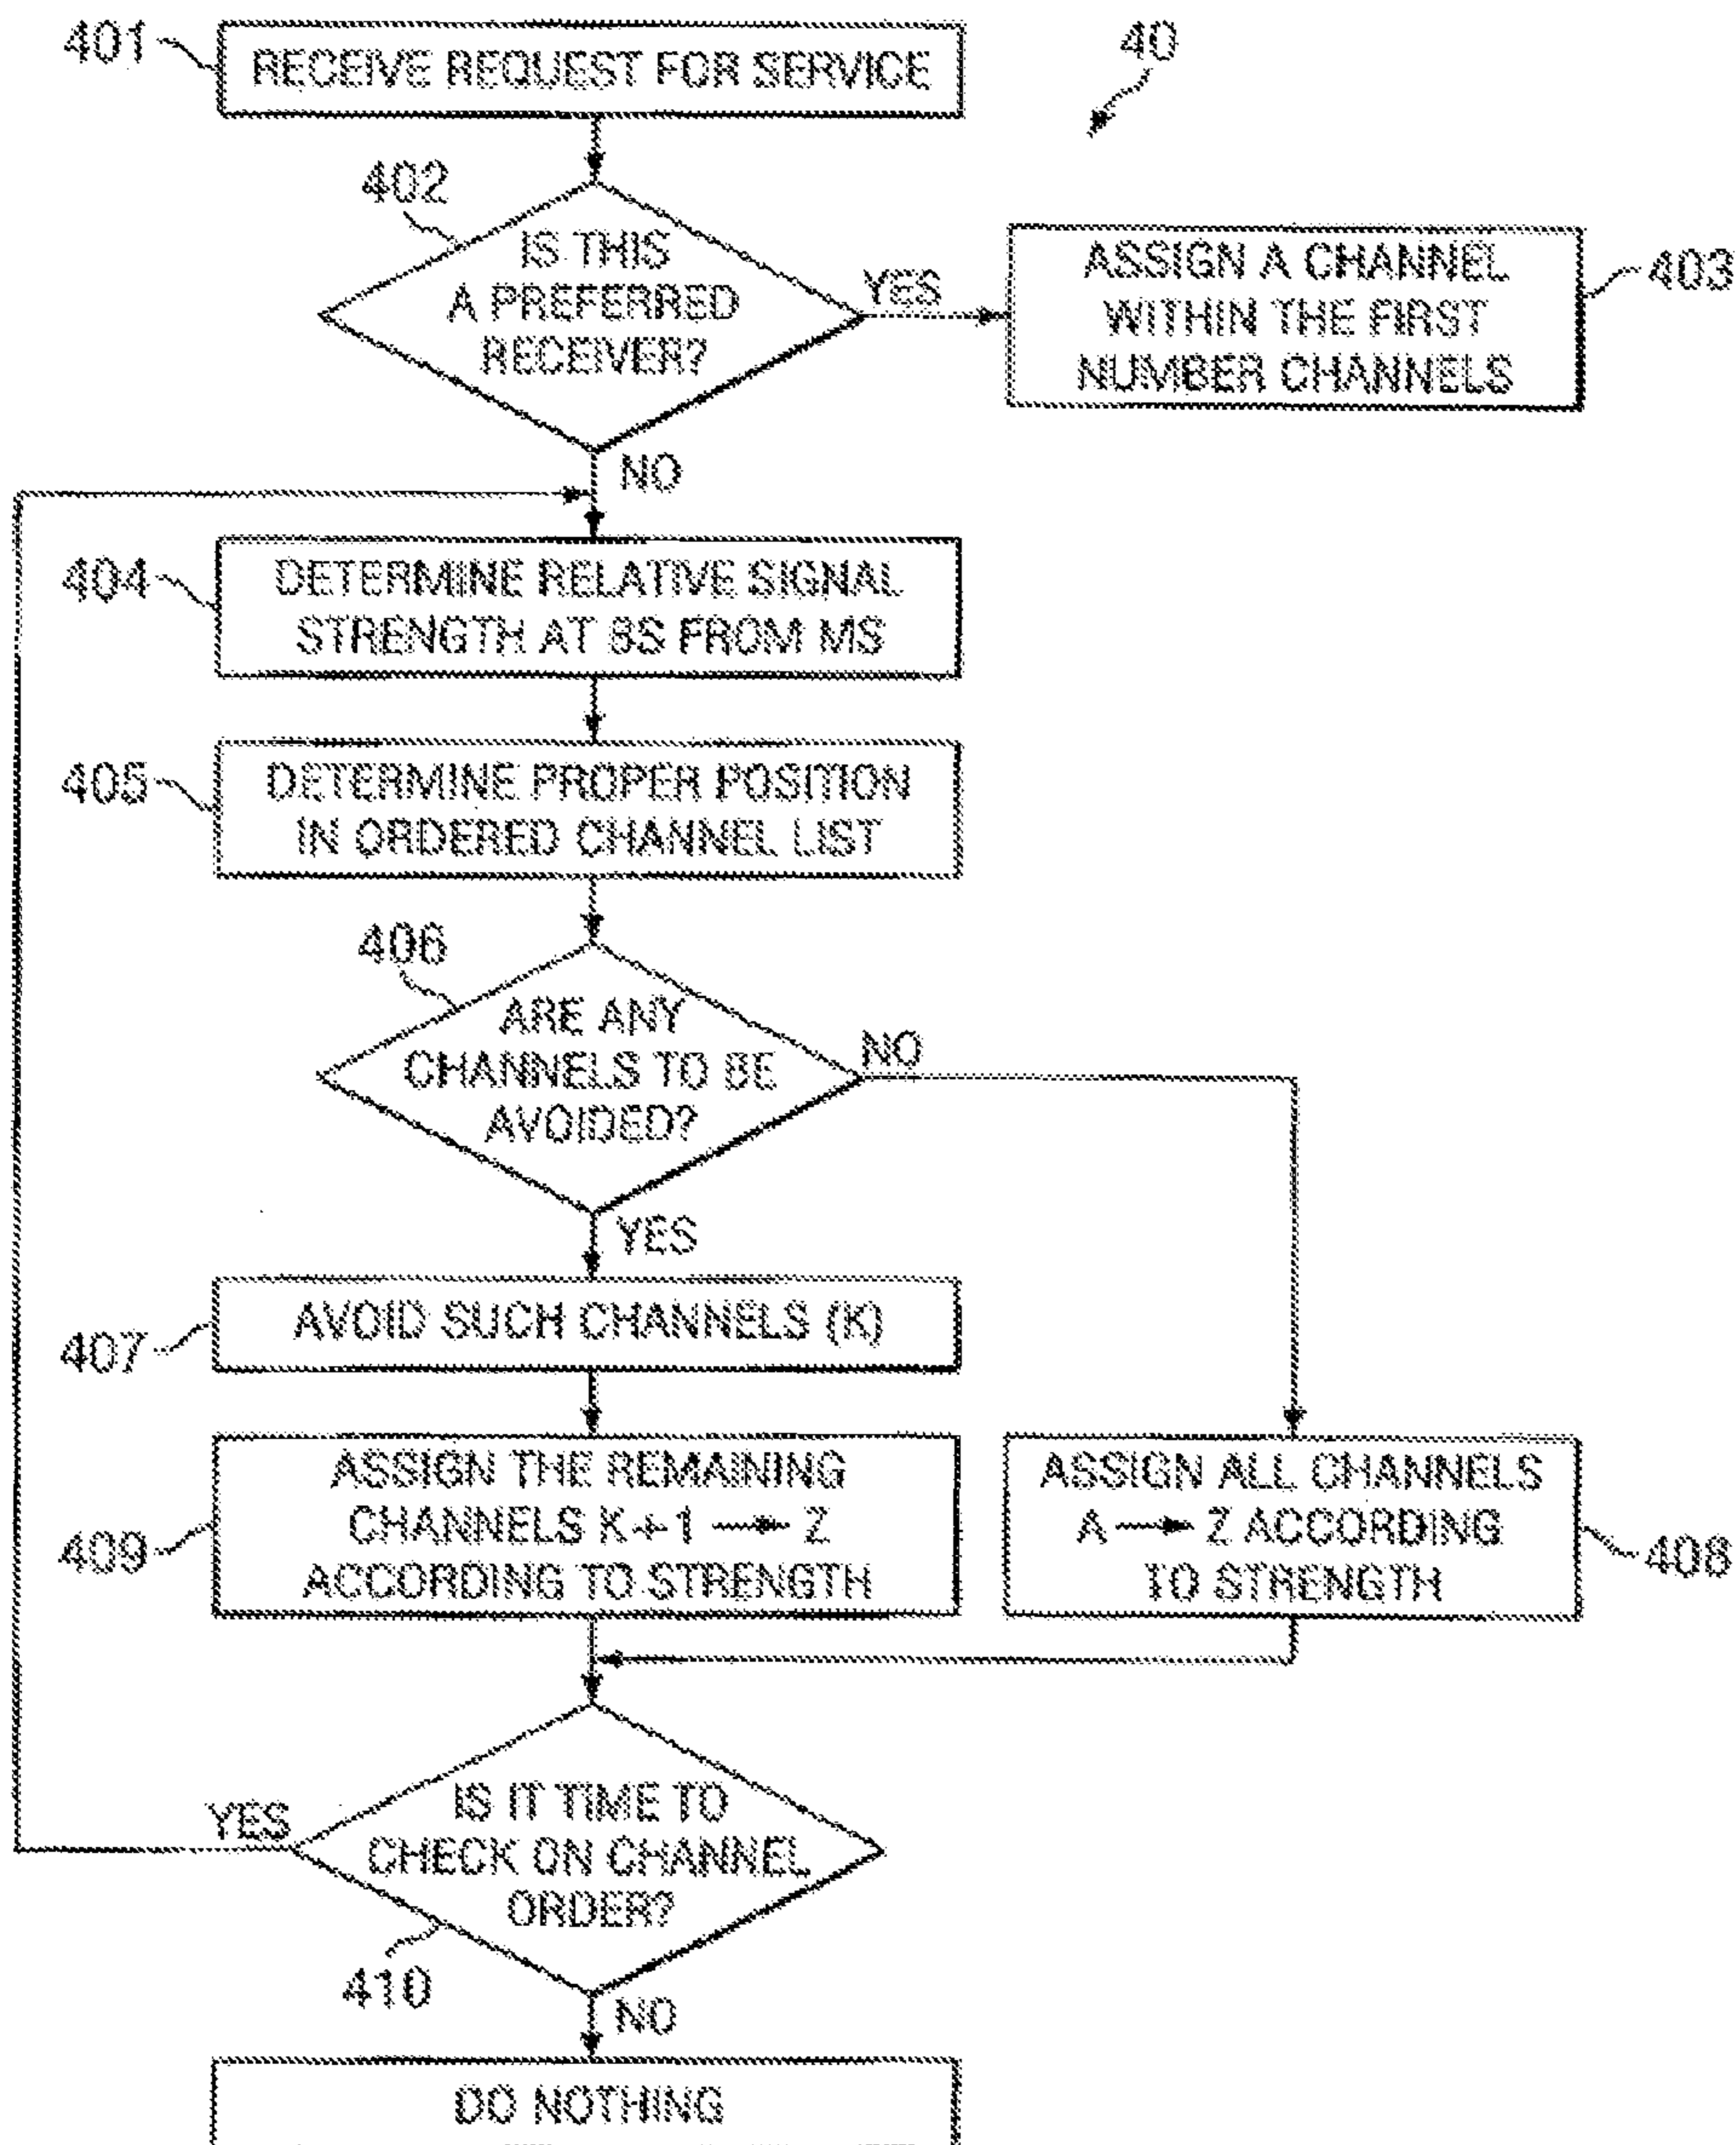 401
RECEIVE REQUEST FOR SERVICE
40
402
IS THIS
A PREFERRED
RECEIVER?
YES
ASSIGN A CHANNEL
WITHIN THE FIRST
NUMBER CHANNELS
403
NO
404
DETERMINE RELATIVE SIGNAL
STRENGTH AT BS FROM MS
405
DETERMINE PROPER POSITION
IN ORDERED CHANNEL LIST
406
ARE ANY
CHANNELS TO BE
AVOIDED?
NO
YES
407
AVOID SUCH CHANNELS (K)
409
ASSIGN THE REMAINING
CHANNELS K+1 → Z
ACCORDING TO STRENGTH
ASSIGN ALL CHANNELS
A → Z ACCORDING
TO STRENGTH
408
YES
IS IT TIME TO
CHECK ON CHANNEL
ORDER?
410
NO
DO NOTHING